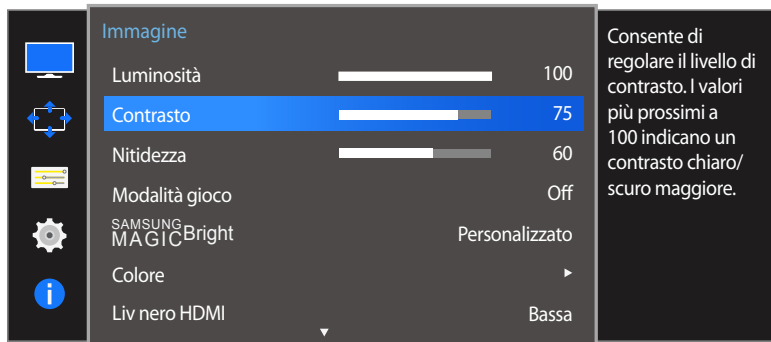 Immagine
Luminosità 100
Contrasto 75
Nitidezza 60
Modalità gioco Off
SAMSUNG
MAGICBright Personalizzato
Colore
Liv nero HDMI Bassa
Consente di
regolare il livello di
contrasto. I valori
più prossimi a
100 indicano un
contrasto chiaro/
scuro maggiore.